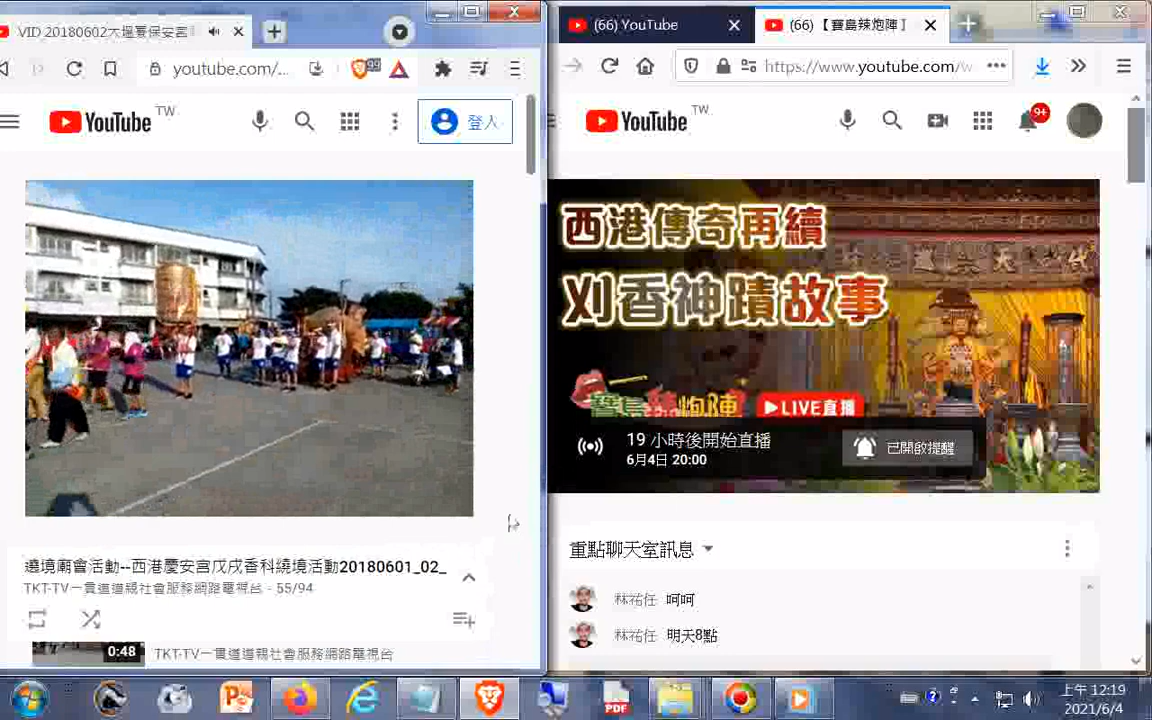 VID 20180602大塭寮保安宮
(66) YouTube
(66) 【寶島辣炮陣】
youtube.com/...
99
https://www.youtube.com/w
YouTube TW
登入
YouTube TW
9+
西港傳奇再續
刈香神蹟故事
寶島辣炮陣
LIVE直播
19 小時後開始直播
6月4日 20:00
已開啟提醒
遶境廟會活動--西港慶安宮戊戌香科繞境活動20180601_02_
TKT-TV一貫道道親社會服務網路電視台 - 55/94
0:48
TKT-TV一貫道道親社會服務網路電視台
重點聊天室訊息
林祐任 呵呵
林祐任 明天8點
PDF
上午 12:19
2021/6/4